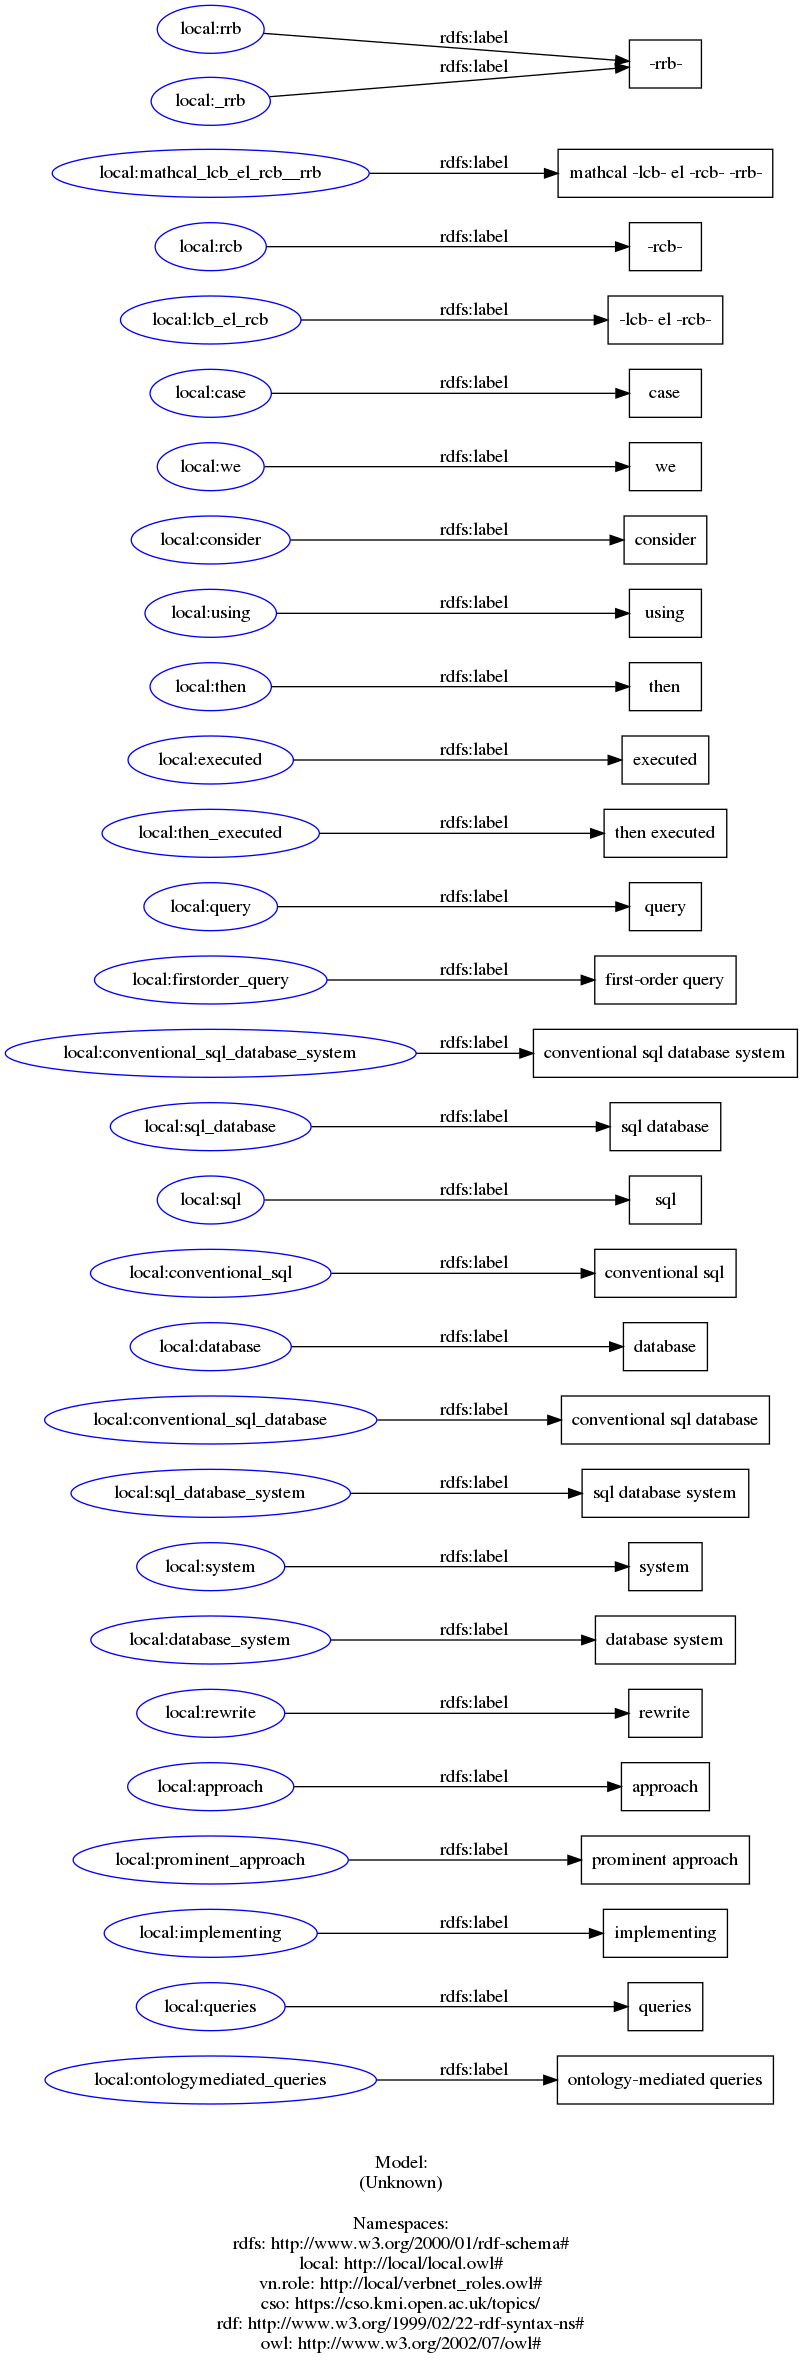 local:rrb rdfs:label -rrb-
local:_rrb rdfs:label
local:mathcal_lcb_el_rcb__rrb rdfs:label mathcal -lcb- el -rcb- -rrb-
local:rcb rdfs:label -rcb-
local:lcb_el_rcb rdfs:label -lcb- el -rcb-
local:case rdfs:label case
local:we rdfs:label we
local:consider rdfs:label consider
local:using rdfs:label using
local:then rdfs:label then
local:executed rdfs:label executed
local:then_executed rdfs:label then executed
local:query rdfs:label query
local:firstorder_query rdfs:label first-order query
local:conventional_sql_database_system rdfs:label conventional sql database system
local:sql_database rdfs:label sql database
local:sql rdfs:label sql
local:conventional_sql rdfs:label conventional sql
local:database rdfs:label database
local:conventional_sql_database rdfs:label conventional sql database
local:sql_database_system rdfs:label sql database system
local:system rdfs:label system
local:database_system rdfs:label database system
local:rewrite rdfs:label rewrite
local:approach rdfs:label approach
local:prominent_approach rdfs:label prominent approach
local:implementing rdfs:label implementing
local:queries rdfs:label queries
local:ontologymediated_queries rdfs:label ontology-mediated queries
Model:
(Unknown)
Namespaces:
rdfs: http://www.w3.org/2000/01/rdf-schema#
local: http://local/local.owl#
vn.role: http://local/verbnet_roles.owl#
cso: https://cso.kmi.open.ac.uk/topics/
rdf: http://www.w3.org/1999/02/22-rdf-syntax-ns#
owl: http://www.w3.org/2002/07/owl#